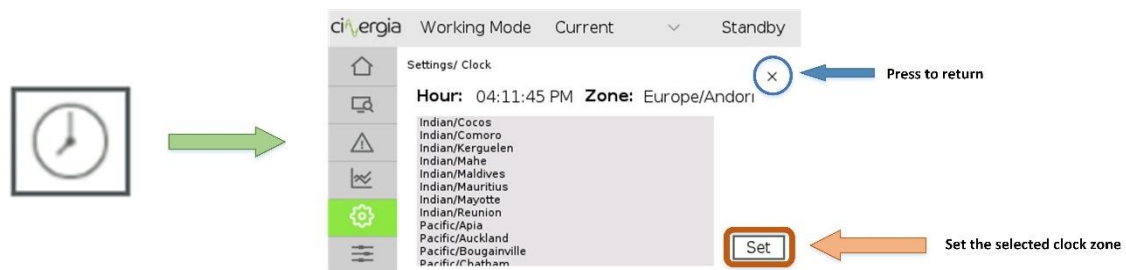 cinergia Working Mode Current Standby
Settings/ Clock
Press to return
Hour: 04:11:45 PM Zone: Europe/Andorr
Indian/Cocos
Indian/Comoro
Indian/Kerguelen
Indian/Mahe
Indian/Maldives
Indian/Mauritius
Indian/Mayotte
Indian/Reunion
Pacific/Apia
Pacific/Auckland
Pacific/Bougainville
Pacific/Chatham
Set
Set the selected clock zone